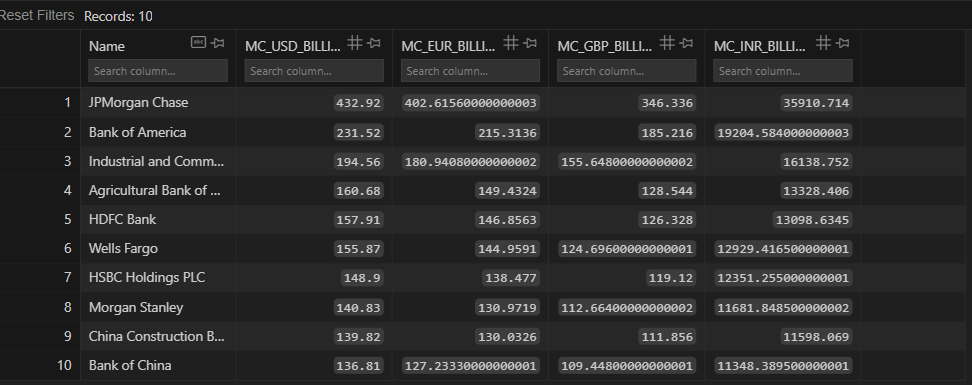 Reset Filters Records: 10
Name MC_USD_BILLI... MC_EUR_BILLI... MC_GBP_BILLI... MC_INR_BILLI...
Search column... Search column... Search column... Search column... Search column...
1 JPMorgan Chase 432.92 402.61560000000003 346.336 35910.714
2 Bank of America 231.52 215.3136 185.216 19204.584000000003
3 Industrial and Comm... 194.56 180.94080000000002 155.64800000000002 16138.752
4 Agricultural Bank of ... 160.68 149.4324 128.544 13328.406
5 HDFC Bank 157.91 146.8563 126.328 13098.6345
6 Wells Fargo 155.87 144.9591 124.69600000000001 12929.416500000001
7 HSBC Holdings PLC 148.9 138.477 119.12 12351.255000000001
8 Morgan Stanley 140.83 130.9719 112.66400000000002 11681.848500000002
9 China Construction B... 139.82 130.0326 111.856 11598.069
10 Bank of China 136.81 127.23330000000001 109.44800000000001 11348.389500000001